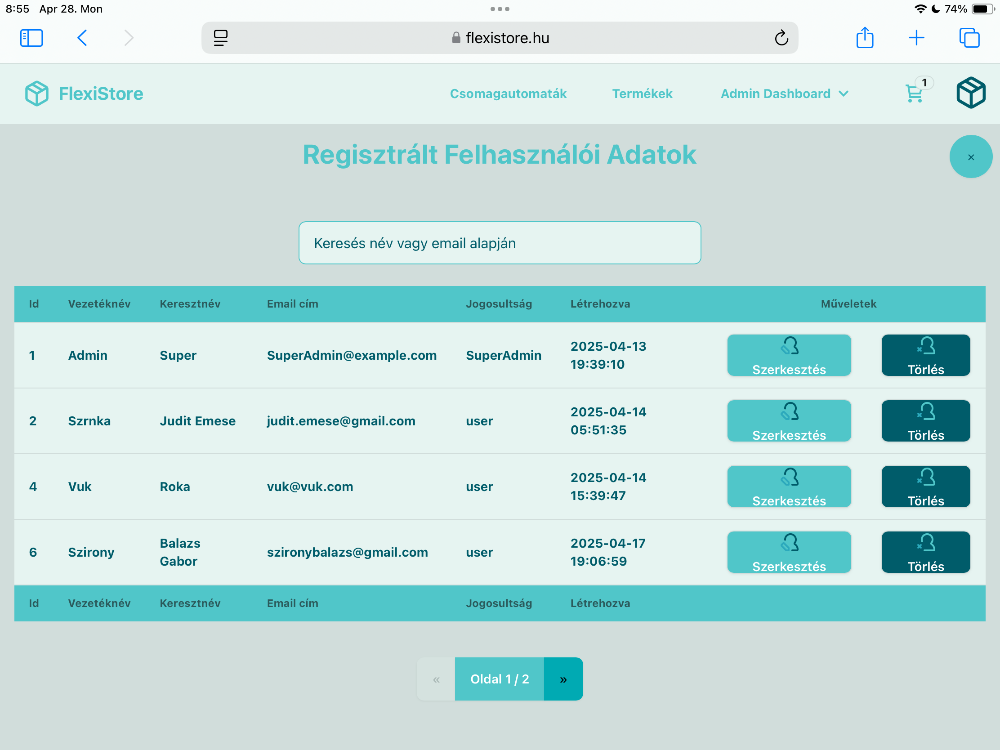 8:55 Apr 28. Mon 74%
flexistore.hu
FlexiStore Csomagautomaták Termékek Admin Dashboard 1
Regisztrált Felhasználói Adatok ×
Keresés név vagy email alapján
Id Vezetéknév Keresztnév Email cím Jogosultság Létrehozva Műveletek
1 Admin Super SuperAdmin@example.com SuperAdmin 2025-04-13
19:39:10
Szerkesztés Törlés
2 Szrnka Judit Emese judit.emese@gmail.com user 2025-04-14
05:51:35
Szerkesztés Törlés
4 Vuk Roka vuk@vuk.com user 2025-04-14
15:39:47
Szerkesztés Törlés
6 Szirony Balazs
Gabor szironybalazs@gmail.com user 2025-04-17
19:06:59
Szerkesztés Törlés
Id Vezetéknév Keresztnév Email cím Jogosultság Létrehozva
« Oldal 1 / 2 »